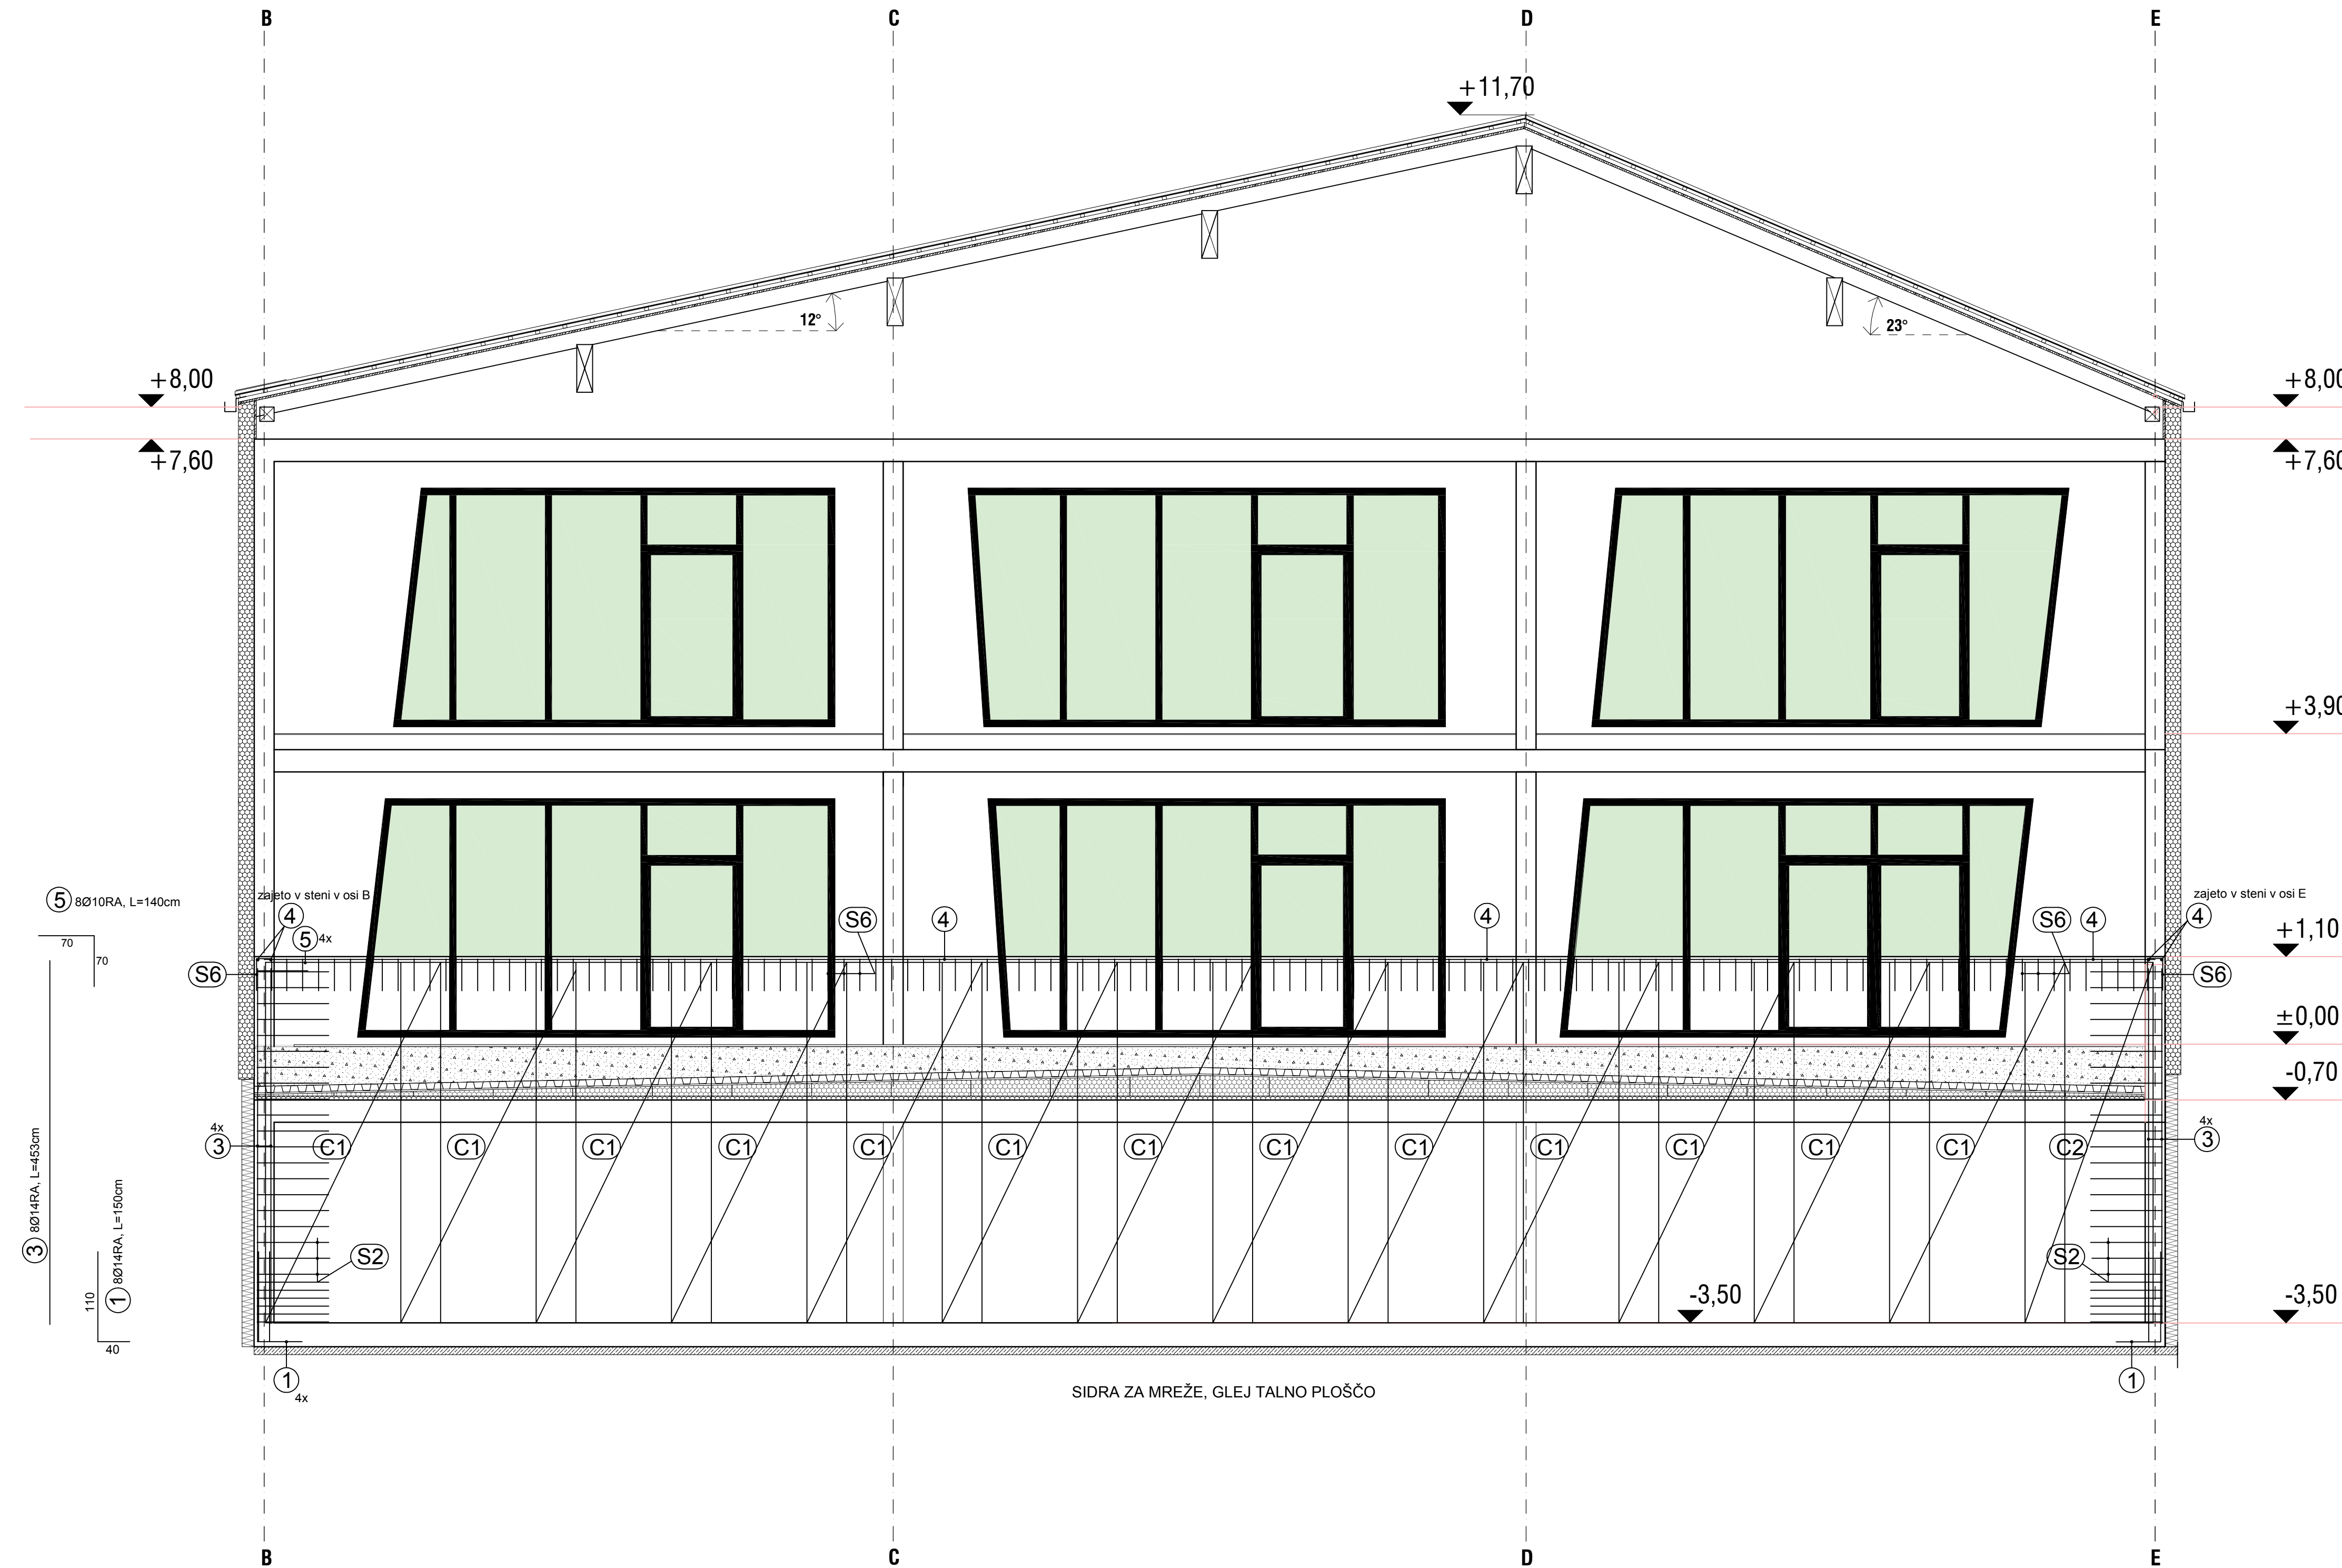 B C D E
+11,70
12°
23°
+8,00
+8,00
+7,60
+7,60
+3,90
5 8Ø10RA, L=140cm
70
70
zajeto v steni v osi B
4
5 4x
S6
S6
4
4
S6
4
zajeto v steni v osi E
4
S6
+1,10
±0,00
-0,70
4x
3
C1 C1 C1 C1 C1 C1 C1 C1 C1 C1 C1 C1 C1 C2
4x
3
3 8Ø14RA, L=453cm
1 8Ø14RA, L=150cm
110
40
S2
S2
-3,50
-3,50
1
4x
1
SIDRA ZA MREŽE, GLEJ TALNO PLOŠČO
B C D E